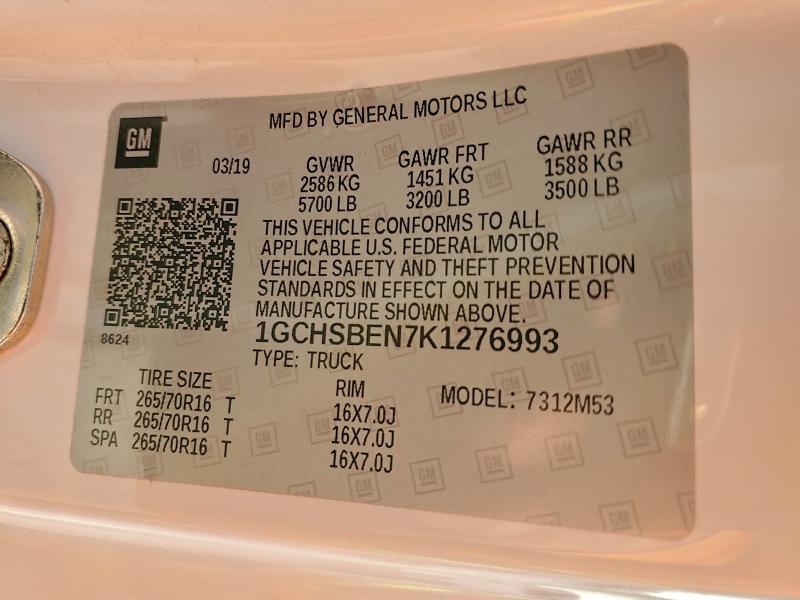 MFD BY GENERAL MOTORS LLC
GM
03/19
GVWR
2586 KG
5700 LB
GAWR FRT
1451 KG
3200 LB
GAWR RR
1588 KG
3500 LB
THIS VEHICLE CONFORMS TO ALL
APPLICABLE U.S. FEDERAL MOTOR
VEHICLE SAFETY AND THEFT PREVENTION
STANDARDS IN EFFECT ON THE DATE OF
MANUFACTURE SHOWN ABOVE.
8624
1GCHSBEN7K1276993
TYPE: TRUCK
TIRE SIZE
FRT 265/70R16 T
RR 265/70R16 T
SPA 265/70R16 T
RIM
16X7.0J
16X7.0J
16X7.0J
MODEL: 7312M53